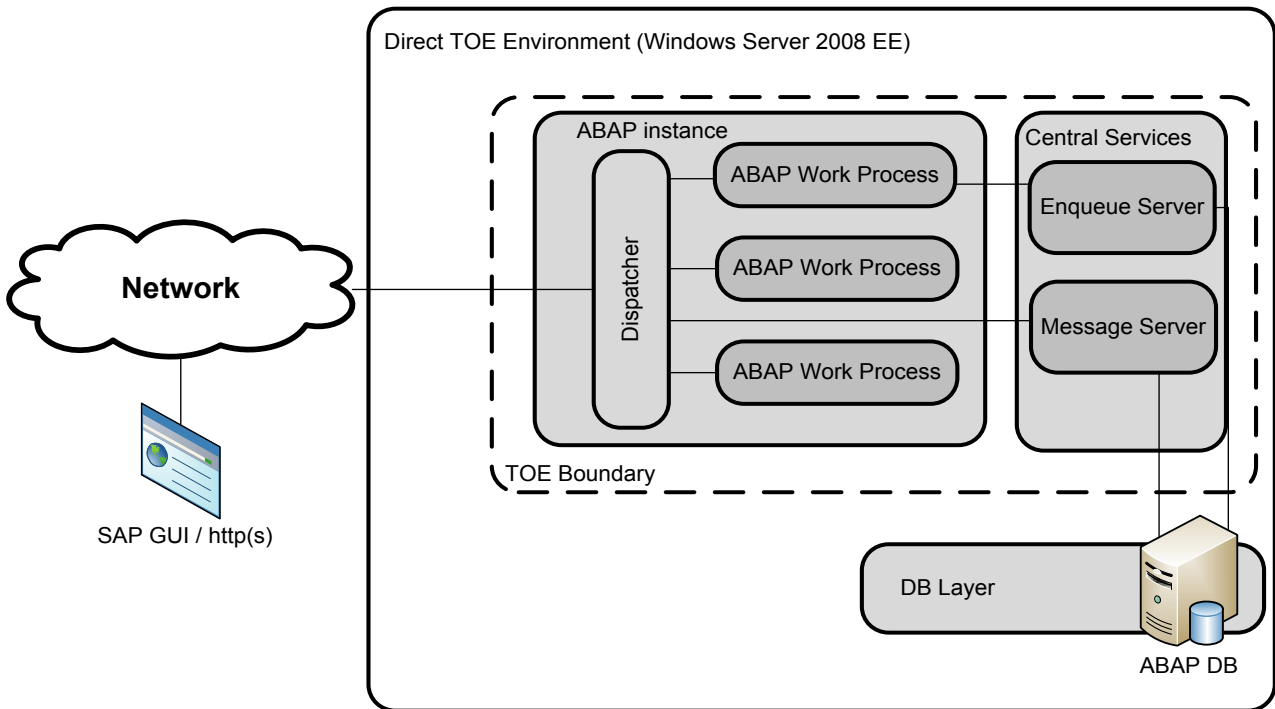 Direct TOE Environment (Windows Server 2008 EE)
ABAP instance
Central Services
ABAP Work Process
Enqueue Server
Network
Dispatcher
ABAP Work Process
Message Server
ABAP Work Process
TOE Boundary
SAP GUI / http(s)
DB Layer
ABAP DB